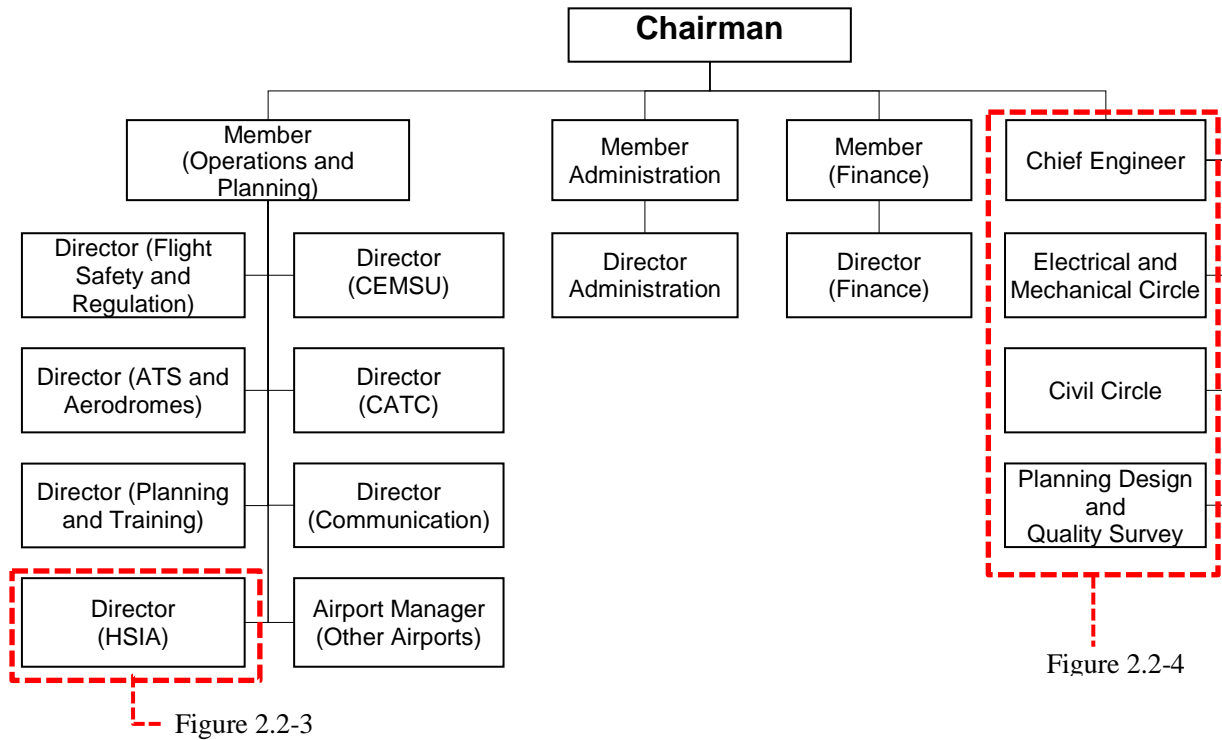 Chairman
Member
(Operations and
Planning)
Member
Administration
Member
(Finance)
Chief Engineer
Director (Flight
Safety and
Regulation)
Director
(CEMSU)
Director
Administration
Director
(Finance)
Electrical and
Mechanical Circle
Director (ATS and
Aerodromes)
Director
(CATC)
Civil Circle
Director (Planning
and Training)
Director
(Communication)
Planning Design
and
Quality Survey
Director
(HSIA)
Airport Manager
(Other Airports)
Figure 2.2-4
Figure 2.2-3